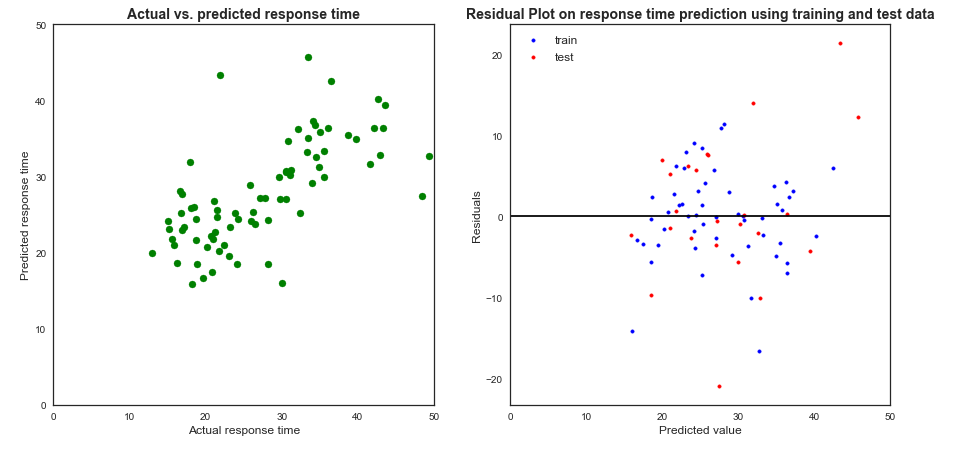 Actual vs. predicted response time
50
40
30
20
10
0
0 10 20 30 40 50
Predicted response time
Actual response time
Residual Plot on response time prediction using training and test data
train
test
20
10
0
−10
−20
0 10 20 30 40 50
Residuals
Predicted value